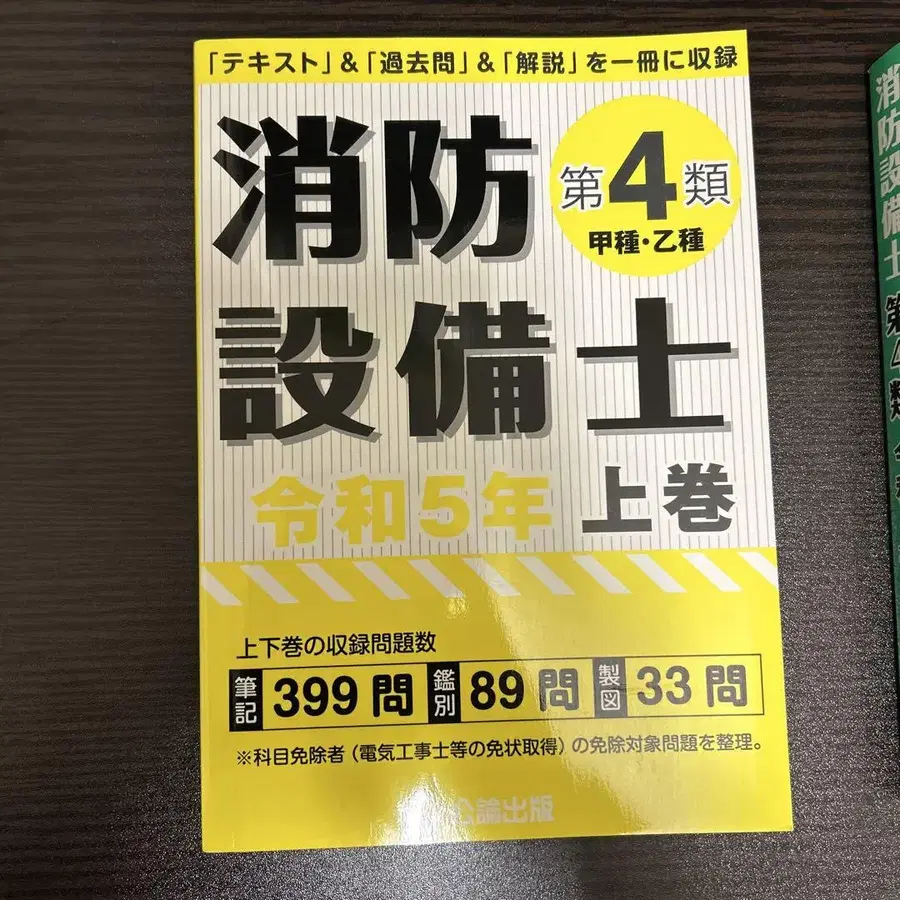 「テキスト」&「過去問」&「解説」を一冊に収録
消防
第4類
甲種・乙種
設備士
令和5年 上巻
上下巻の収録問題数
筆記 399問 鑑別 89問 製図 33問
※科目免除者(電気工事士等の免状取得)の免除対象問題を整理。
公論出版
消防設備士 第4類